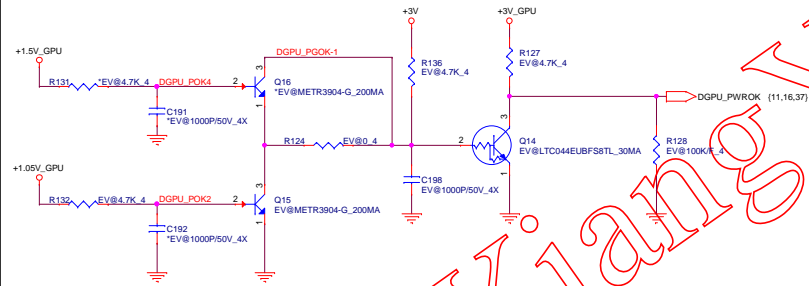 +3V +3V_GPU
+1.5V_GPU
DGPU_PGOK-1
R136
EV@4.7K_4
R127
EV@4.7K_4
R131 *EV@4.7K_4 DGPU_POK4 2 3 1
Q16
*EV@METR3904-G_200MA
C191
*EV@1000P/50V_4X
DGPU_PWROK {11,16,37}
R124 EV@0_4
2 3 1
Q14
EV@LTC044EUBFS8TL_30MA
R128
EV@100K/F_4
+1.05V_GPU
C198
EV@1000P/50V_4X
R132 EV@4.7K_4 DGPU_POK2 2 3 1
Q15
EV@METR3904-G_200MA
C192
*EV@1000P/50V_4X
Xiang